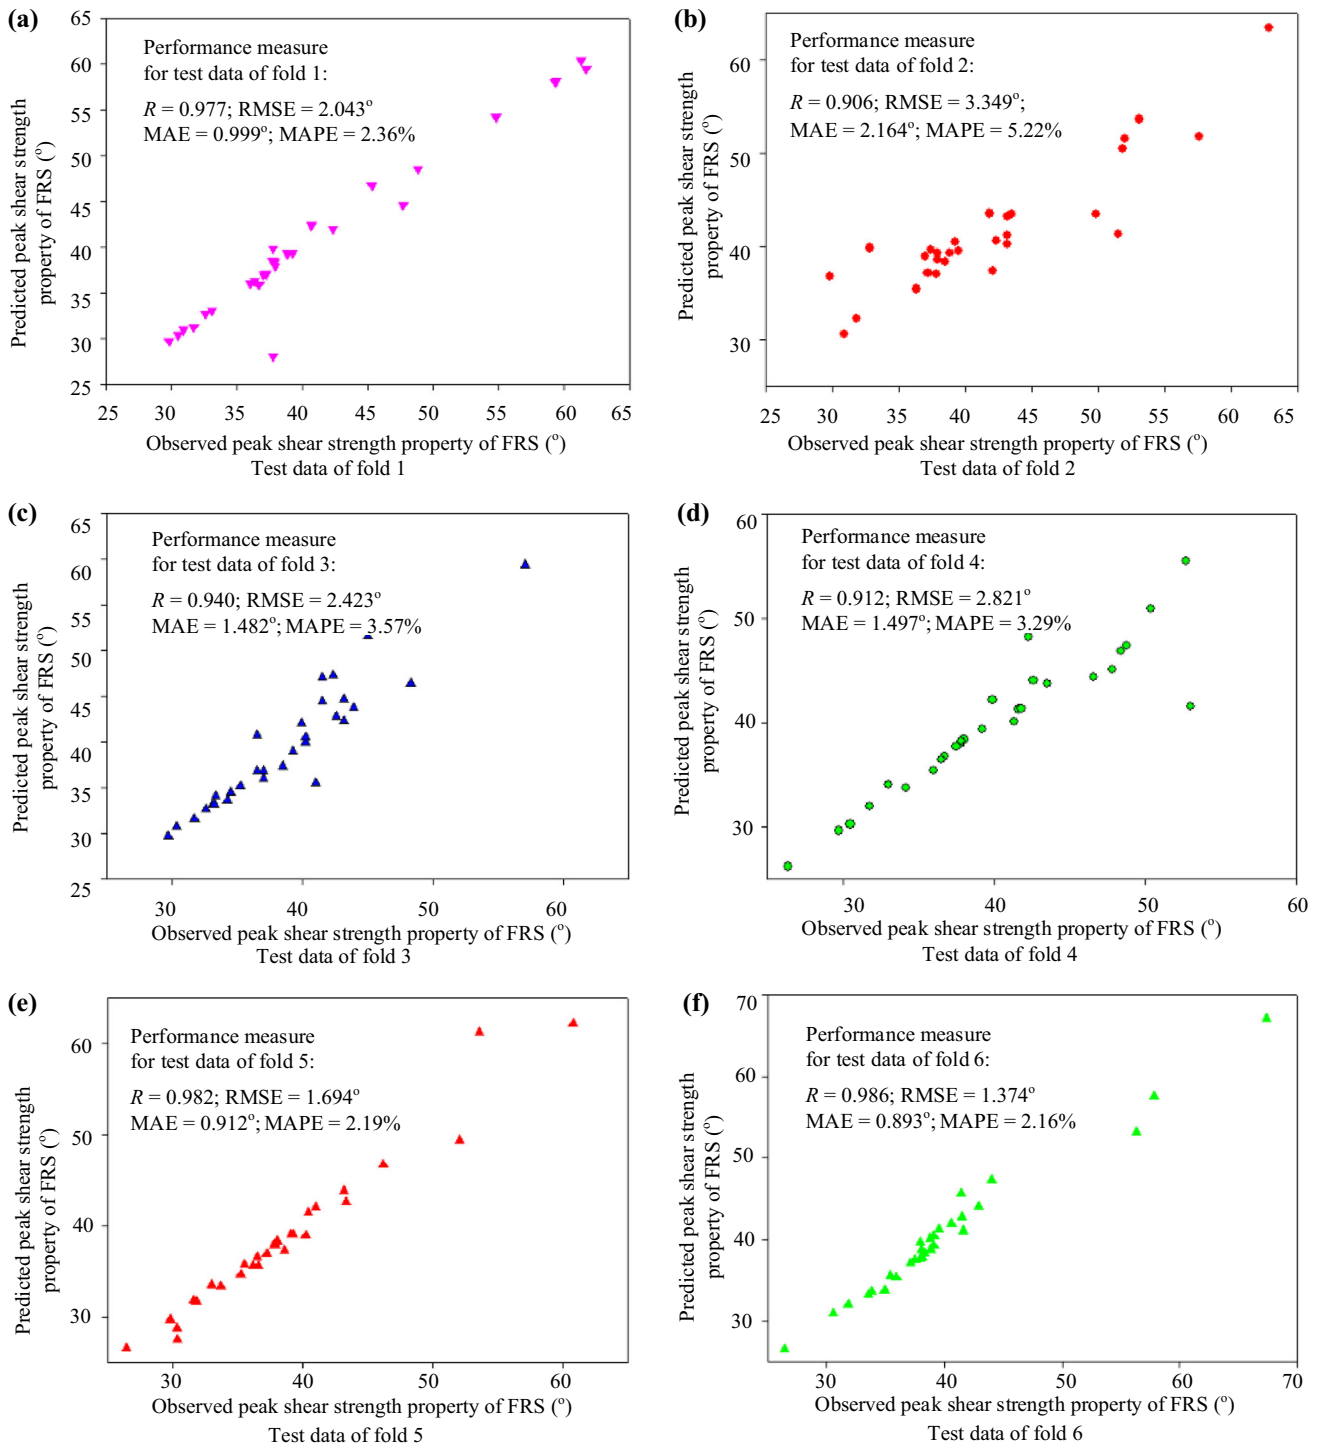 (a)
Performance measure
for test data of fold 1:
R = 0.977; RMSE = 2.043°
MAE = 0.999°; MAPE = 2.36%
Predicted peak shear strength
property of FRS (°)
65
60
55
50
45
40
35
30
25
25 30 35 40 45 50 55 60 65
Observed peak shear strength property of FRS (°)
Test data of fold 1
(b)
Performance measure
for test data of fold 2:
R = 0.906; RMSE = 3.349°;
MAE = 2.164°; MAPE = 5.22%
Predicted peak shear strength
property of FRS (°)
60
50
40
30
25 30 35 40 45 50 55 60 65
Observed peak shear strength property of FRS (°)
Test data of fold 2
(c)
Performance measure
for test data of fold 3:
R = 0.940; RMSE = 2.423°
MAE = 1.482°; MAPE = 3.57%
Predicted peak shear strength
property of FRS (°)
65
60
55
50
45
40
35
30
25
30 40 50 60
Observed peak shear strength property of FRS (°)
Test data of fold 3
(d)
Performance measure
for test data of fold 4:
R = 0.912; RMSE = 2.821°
MAE = 1.497°; MAPE = 3.29%
Predicted peak shear strength
property of FRS (°)
60
50
40
30
30 40 50 60
Observed peak shear strength property of FRS (°)
Test data of fold 4
(e)
Performance measure
for test data of fold 5:
R = 0.982; RMSE = 1.694°
MAE = 0.912°; MAPE = 2.19%
Predicted peak shear strength
property of FRS (°)
60
50
40
30
30 40 50 60
Observed peak shear strength property of FRS (°)
Test data of fold 5
(f)
Performance measure
for test data of fold 6:
R = 0.986; RMSE = 1.374°
MAE = 0.893°; MAPE = 2.16%
Predicted peak shear strength
property of FRS (°)
70
60
50
40
30
30 40 50 60 70
Observed peak shear strength property of FRS (°)
Test data of fold 6